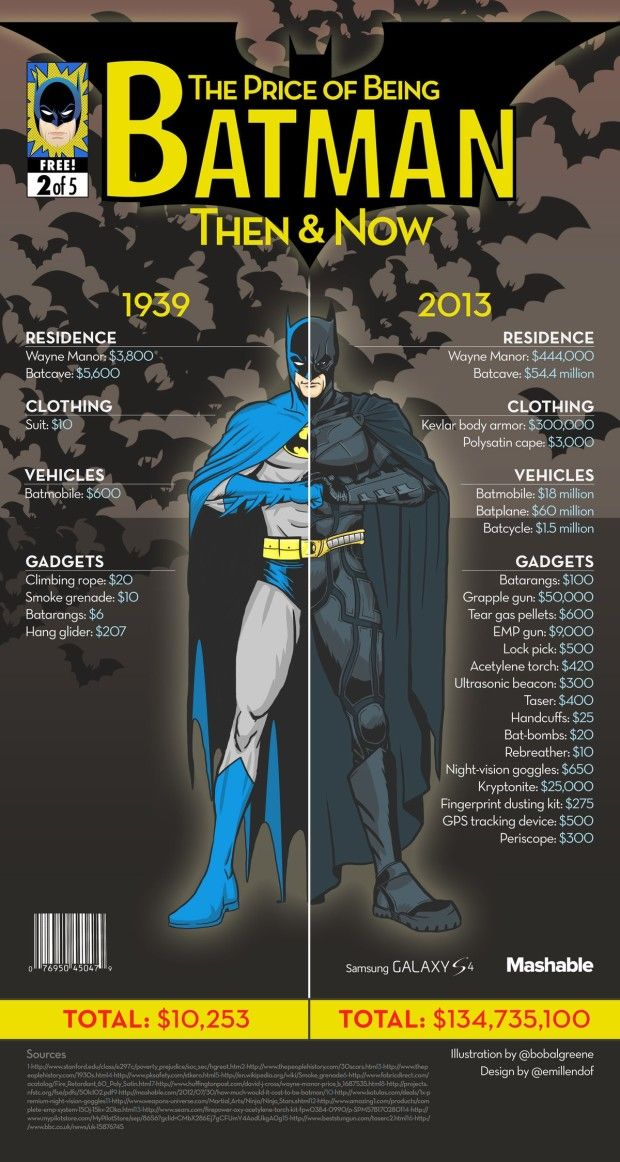 THE PRICE OF BEING
BATMAN
THEN & NOW
FREE!
2 of 5
1939
RESIDENCE
Wayne Manor: $3,800
Batcave: $5,600
CLOTHING
Suit: $10
VEHICLES
Batmobile: $600
GADGETS
Climbing rope: $20
Smoke grenade: $10
Batarangs: $6
Hang glider: $207
2013
RESIDENCE
Wayne Manor: $444,000
Batcave: $54.4 million
CLOTHING
Kevlar body armor: $300,000
Polysatin cape: $3,000
VEHICLES
Batmobile: $18 million
Batplane: $60 million
Batcycle: $1.5 million
GADGETS
Batarangs: $100
Grapple gun: $50,000
Tear gas pellets: $600
EMP gun: $9,000
Lock pick: $500
Acetylene torch: $420
Ultrasonic beacon: $300
Taser: $400
Handcuffs: $25
Bat-bombs: $20
Rebreather: $10
Night-vision goggles: $650
Kryptonite: $25,000
Fingerprint dusting kit: $275
GPS tracking device: $500
Periscope: $300
0 76950 45047 9
Samsung GALAXY S4
Mashable
TOTAL: $10,253
TOTAL: $134,735,100
Sources
Illustration by @bobalgreene
Design by @emillendof